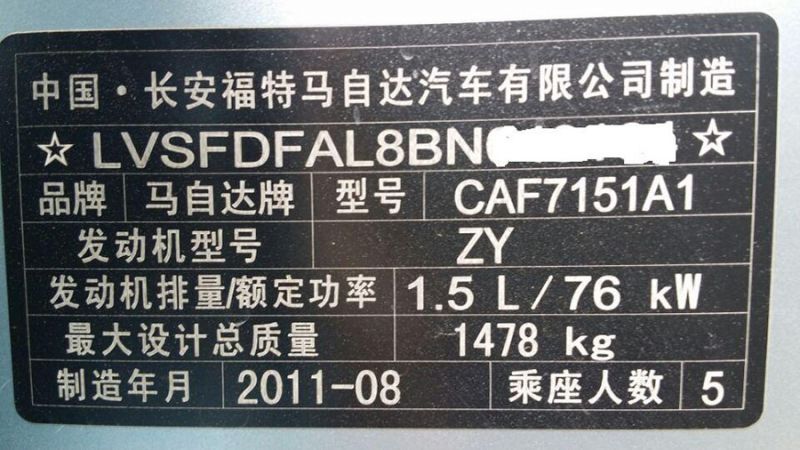 中国·长安福特马自达汽车有限公司制造
☆ LVSFDFAL8BN ☆
品牌 马自达牌 型号 CAF7151A1
发动机型号 ZY
发动机排量/额定功率 1.5 L / 76 kW
最大设计总质量 1478 kg
制造年月 2011-08 乘座人数 5